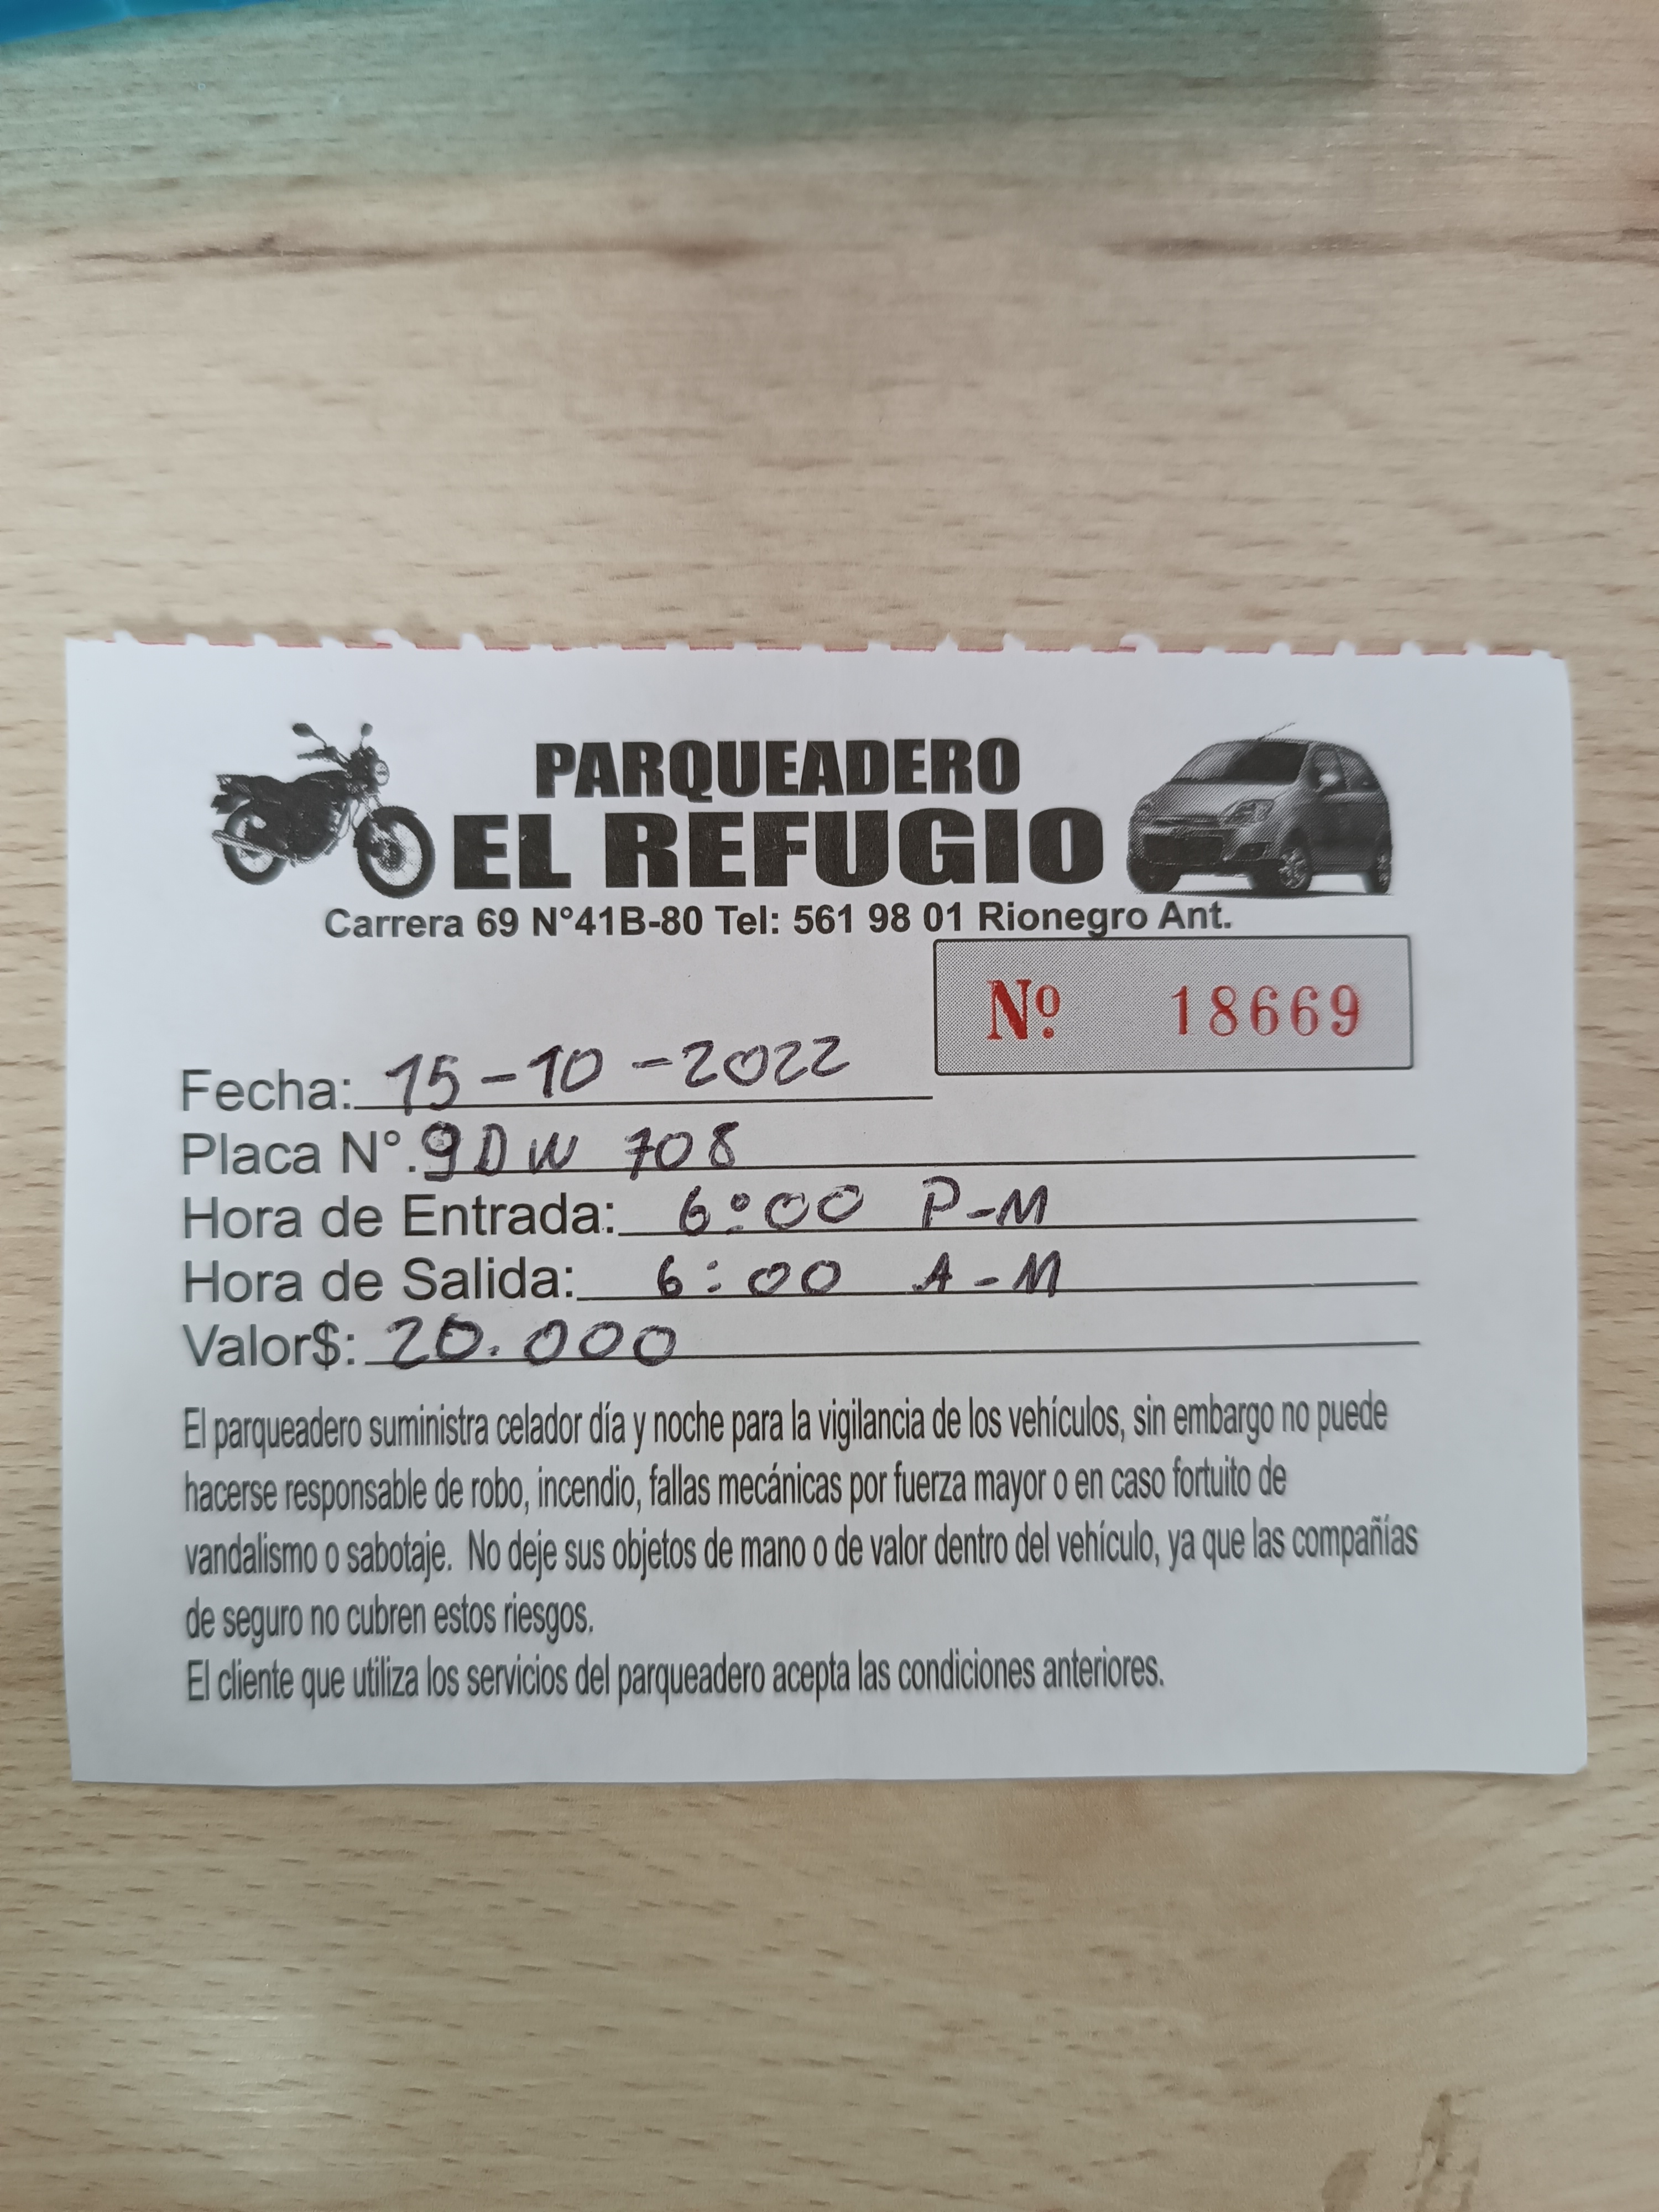 PARQUEADERO
EL REFUGIO
Carrera 69 N°41B-80 Tel: 561 98 01 Rionegro Ant.
Nº 18669
Fecha: 15-10-2022
Placa N°. 9DW 708
Hora de Entrada: 6:00 P-M
Hora de Salida: 6:00 A-M
Valor$: 20.000
El parqueadero suministra celador día y noche para la vigilancia de los vehículos, sin embargo no puede
hacerse responsable de robo, incendio, fallas mecánicas por fuerza mayor o en caso fortuito de
vandalismo o sabotaje. No deje sus objetos de mano o de valor dentro del vehículo, ya que las compañías
de seguro no cubren estos riesgos.
El cliente que utiliza los servicios del parqueadero acepta las condiciones anteriores.